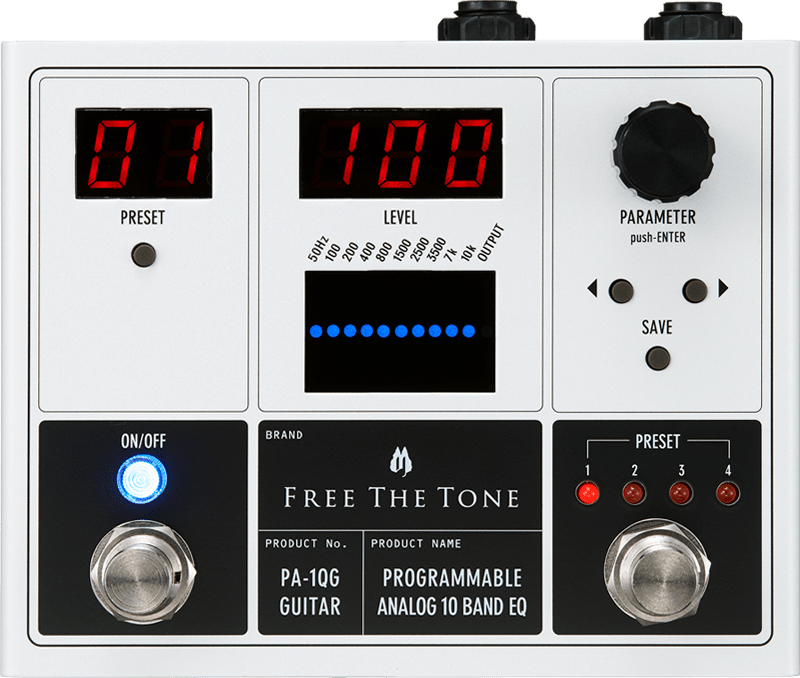 01
100
PRESET
LEVEL
PARAMETER
push-ENTER
50Hz
100
200
400
800
1500
2500
3500
7k
10k
OUTPUT
SAVE
ON/OFF
BRAND
FREE THE TONE
PRODUCT No.
PA-1QG
GUITAR
PRODUCT NAME
PROGRAMMABLE
ANALOG 10 BAND EQ
PRESET
1 2 3 4